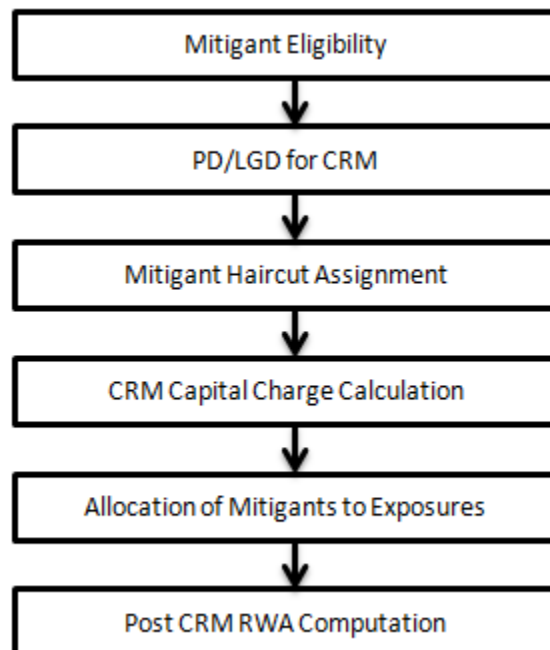 Mitigant Eligibility
PD/LGD for CRM
Mitigant Haircut Assignment
CRM Capital Charge Calculation
Allocation of Mitigants to Exposures
Post CRM RWA Computation